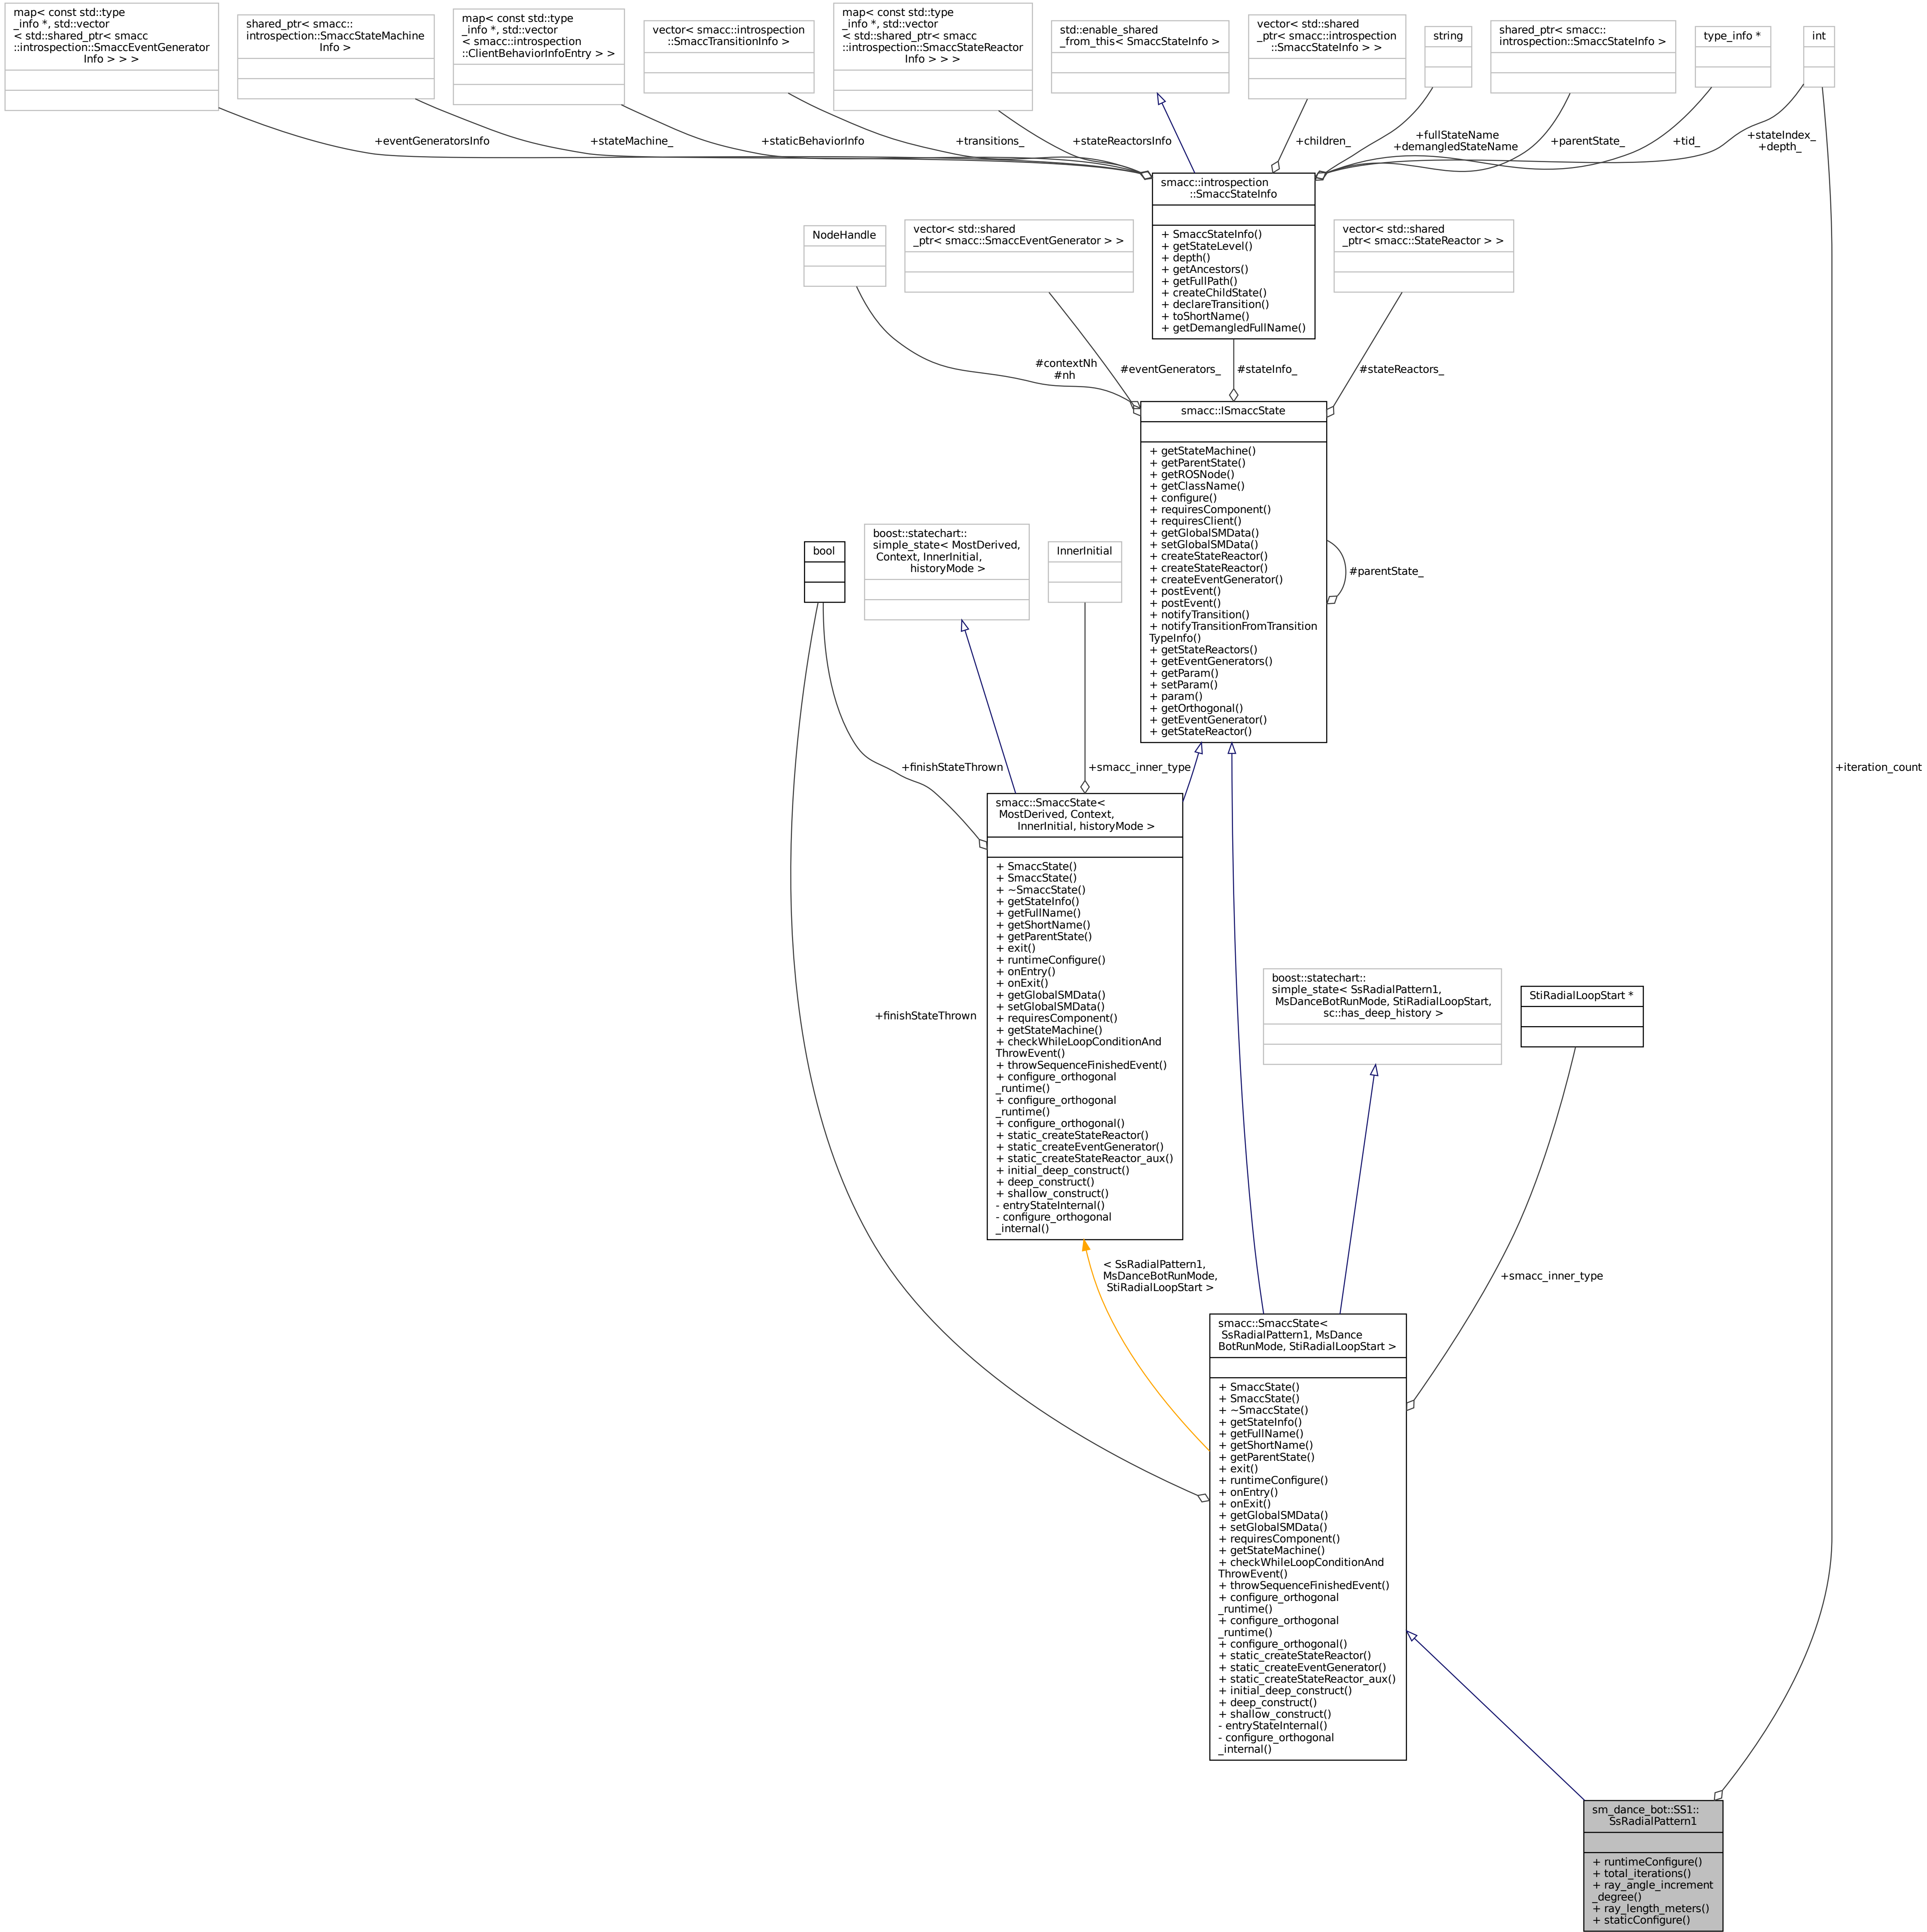 map< const std::type
_info *, std::vector
< std::shared_ptr< smacc
::introspection::SmaccEventGenerator
Info > > >
shared_ptr< smacc::
introspection::SmaccStateMachine
Info >
map< const std::type
_info *, std::vector
< smacc::introspection
::ClientBehaviorInfoEntry > >
vector< smacc::introspection
::SmaccTransitionInfo >
map< const std::type
_info *, std::vector
< std::shared_ptr< smacc
::introspection::SmaccStateReactor
Info > > >
std::enable_shared
_from_this< SmaccStateInfo >
vector< std::shared
_ptr< smacc::introspection
::SmaccStateInfo > >
string
shared_ptr< smacc::
introspection::SmaccStateInfo >
type_info *
int
+eventGeneratorsInfo
+stateMachine_
+staticBehaviorInfo
+transitions_
+stateReactorsInfo
+children_
+fullStateName
+demangledStateName
+parentState_
+tid_
+stateIndex_
+depth_
smacc::introspection
::SmaccStateInfo
+ SmaccStateInfo()
+ getStateLevel()
+ depth()
+ getAncestors()
+ getFullPath()
+ createChildState()
+ declareTransition()
+ toShortName()
+ getDemangledFullName()
NodeHandle
vector< std::shared
_ptr< smacc::SmaccEventGenerator > >
vector< std::shared
_ptr< smacc::StateReactor > >
#contextNh
#nh
#eventGenerators_
#stateInfo_
#stateReactors_
smacc::ISmaccState
+ getStateMachine()
+ getParentState()
+ getROSNode()
+ getClassName()
+ configure()
+ requiresComponent()
+ requiresClient()
+ getGlobalSMData()
+ setGlobalSMData()
+ createStateReactor()
+ createStateReactor()
+ createEventGenerator()
+ postEvent()
+ postEvent()
+ notifyTransition()
+ notifyTransitionFromTransition
TypeInfo()
+ getStateReactors()
+ getEventGenerators()
+ getParam()
+ setParam()
+ param()
+ getOrthogonal()
+ getEventGenerator()
+ getStateReactor()
#parentState_
bool
boost::statechart::
simple_state< MostDerived,
Context, InnerInitial,
historyMode >
InnerInitial
+finishStateThrown
+smacc_inner_type
+iteration_count
smacc::SmaccState<
MostDerived, Context,
InnerInitial, historyMode >
+ SmaccState()
+ SmaccState()
+ ~SmaccState()
+ getStateInfo()
+ getFullName()
+ getShortName()
+ getParentState()
+ exit()
+ runtimeConfigure()
+ onEntry()
+ onExit()
+ getGlobalSMData()
+ setGlobalSMData()
+ requiresComponent()
+ getStateMachine()
+ checkWhileLoopConditionAnd
ThrowEvent()
+ throwSequenceFinishedEvent()
+ configure_orthogonal
_runtime()
+ configure_orthogonal
_runtime()
+ configure_orthogonal()
+ static_createStateReactor()
+ static_createEventGenerator()
+ static_createStateReactor_aux()
+ initial_deep_construct()
+ deep_construct()
+ shallow_construct()
- entryStateInternal()
- configure_orthogonal
_internal()
+finishStateThrown
boost::statechart::
simple_state< SsRadialPattern1,
MsDanceBotRunMode, StiRadialLoopStart,
sc::has_deep_history >
StiRadialLoopStart *
< SsRadialPattern1,
MsDanceBotRunMode,
StiRadialLoopStart >
+smacc_inner_type
smacc::SmaccState<
SsRadialPattern1, MsDance
BotRunMode, StiRadialLoopStart >
+ SmaccState()
+ SmaccState()
+ ~SmaccState()
+ getStateInfo()
+ getFullName()
+ getShortName()
+ getParentState()
+ exit()
+ runtimeConfigure()
+ onEntry()
+ onExit()
+ getGlobalSMData()
+ setGlobalSMData()
+ requiresComponent()
+ getStateMachine()
+ checkWhileLoopConditionAnd
ThrowEvent()
+ throwSequenceFinishedEvent()
+ configure_orthogonal
_runtime()
+ configure_orthogonal
_runtime()
+ configure_orthogonal()
+ static_createStateReactor()
+ static_createEventGenerator()
+ static_createStateReactor_aux()
+ initial_deep_construct()
+ deep_construct()
+ shallow_construct()
- entryStateInternal()
- configure_orthogonal
_internal()
sm_dance_bot::SS1::
SsRadialPattern1
+ runtimeConfigure()
+ total_iterations()
+ ray_angle_increment
_degree()
+ ray_length_meters()
+ staticConfigure()